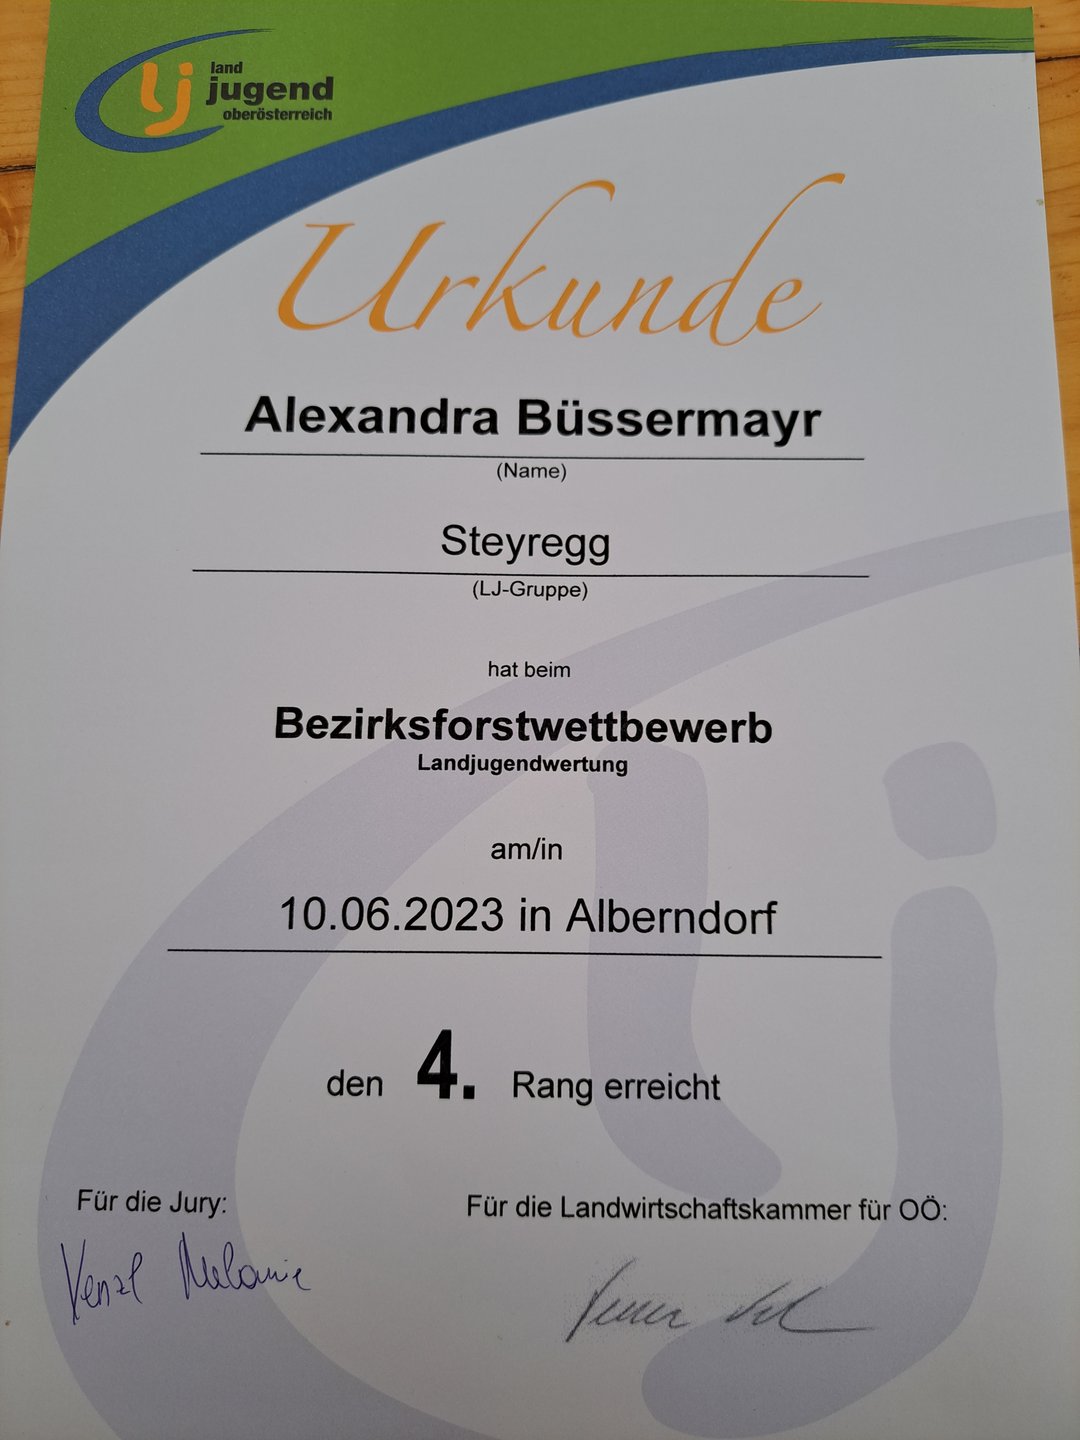 land
jugend
oberösterreich
Urkunde
Alexandra Büssermayr
(Name)
Steyregg
(LJ-Gruppe)
hat beim
Bezirksforstwettbewerb
Landjugendwertung
am/in
10.06.2023 in Alberndorf
den 4. Rang erreicht
Für die Jury:
Für die Landwirtschaftskammer für OÖ:
Melanie